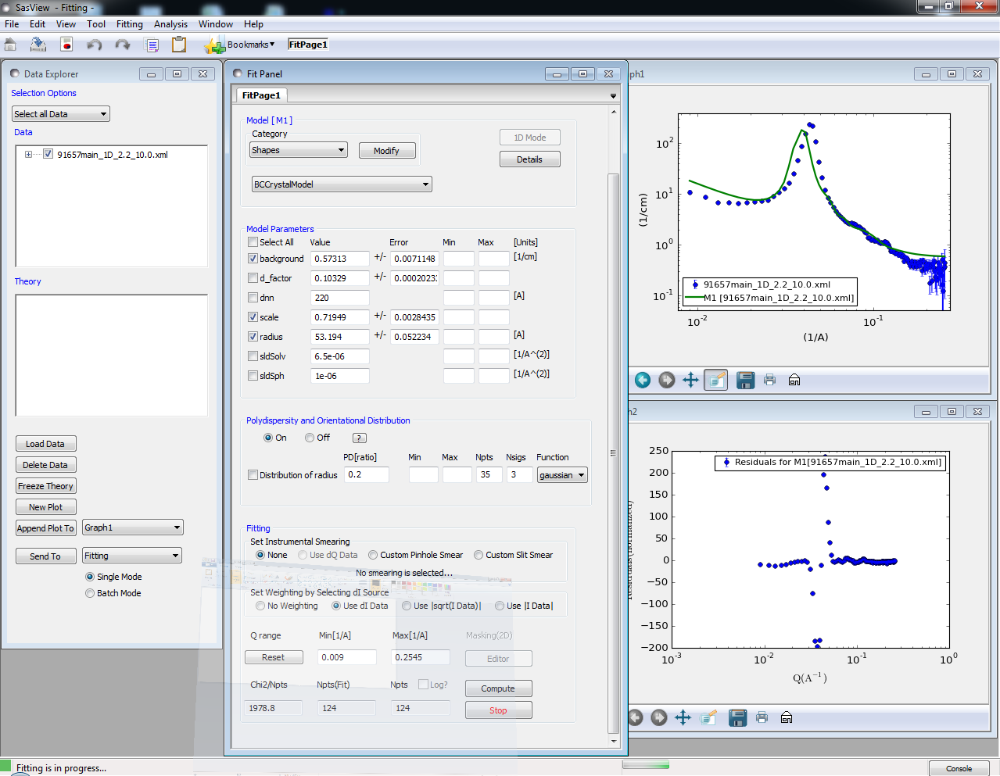 SasView - Fitting -
File Edit View Tool Fitting Analysis Window Help
Bookmarks▼ FitPage1
Data Explorer
Selection Options
Select all Data
Data
91657main_1D_2.2_10.0.xml
Theory
Load Data
Delete Data
Freeze Theory
New Plot
Append Plot To Graph1
Send To Fitting
Single Mode
Batch Mode
Fit Panel
FitPage1
Model [ M1 ]
Category
Shapes Modify
1D Mode
Details
BCCrystalModel
Model Parameters
Select All Value Error Min Max [Units]
background 0.57313 +/- 0.0071148 [1/cm]
d_factor 0.10329 +/- 0.00020233
dnn 220 [A]
scale 0.71949 +/- 0.0028435
radius 53.194 +/- 0.052234 [A]
sldSolv 6.5e-06 [1/A^(2)]
sldSph 1e-06 [1/A^(2)]
Polydispersity and Orientational Distribution
On Off ?
PD[ratio] Min Max Npts Nsigs Function
Distribution of radius 0.2 35 3 gaussian
Fitting
Set Instrumental Smearing
None Use dQ Data Custom Pinhole Smear Custom Slit Smear
No smearing is selected...
Set Weighting by Selecting dI Source
No Weighting Use dI Data Use |sqrt(I Data)| Use |I Data|
Q range Min[1/A] Max[1/A] Masking(2D)
Reset 0.009 0.2545 Editor
Chi2/Npts Npts(Fit) Npts Log? Compute
1978.8 124 124 Stop
ph1
10²
10¹
10⁰
10⁻¹
(1/cm)
91657main_1D_2.2_10.0.xml
M1 [91657main_1D_2.2_10.0.xml]
10⁻² 10⁻¹
(1/A)
h2
250
200
150
100
50
0
−50
−100
−150
−200
Residuals(normalized)
Residuals for M1[91657main_1D_2.2_10.0.xml]
10⁻³ 10⁻² 10⁻¹ 10⁰
Q(A⁻¹)
Fitting is in progress...
Console